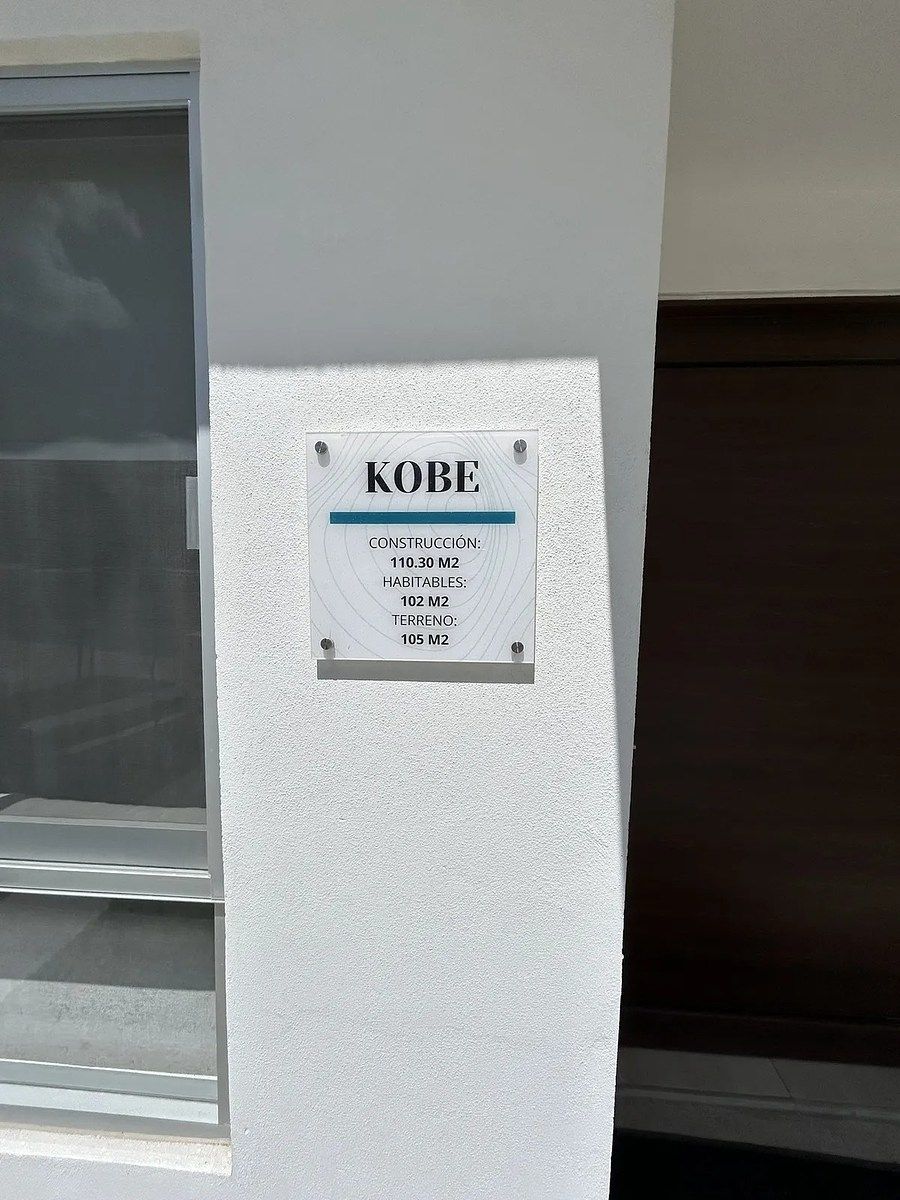 KOBE
CONSTRUCCIÓN:
110.30 M2
HABITABLES:
102 M2
TERRENO:
105 M2